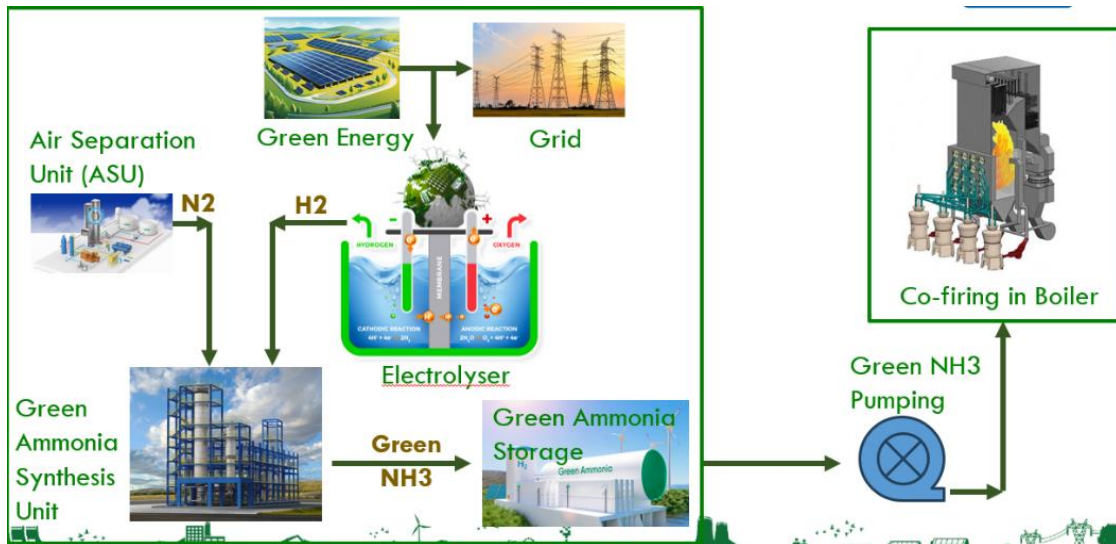 Green Energy
Grid
Air Separation
Unit (ASU)
N2
H2
-
+
HYDROGEN
OXYGEN
MEMBRANE
CATHODIC REACTION
ANODIC REACTION
Electrolyser
Green
Ammonia
Synthesis
Unit
Green
NH3
Green Ammonia
Storage
H2
Green Ammonia
Co-firing in Boiler
Green NH3
Pumping